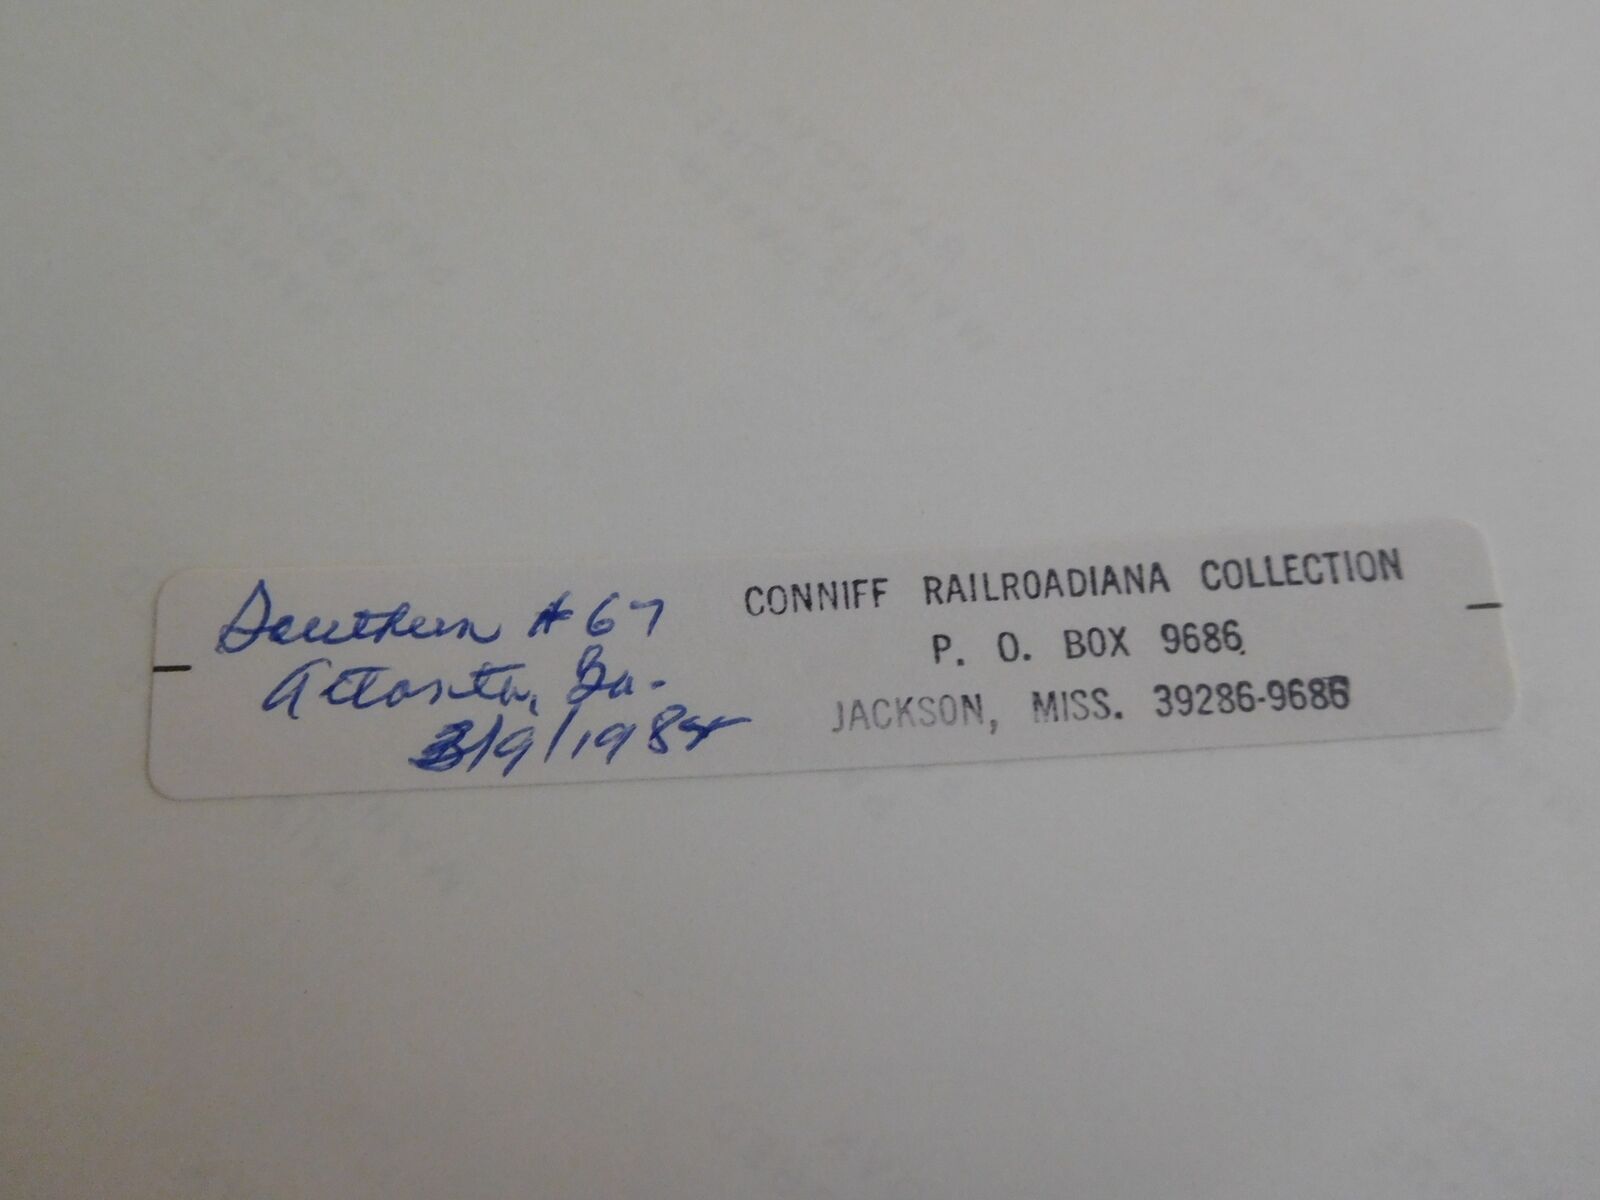 Southern #67
Atlanta, Ga.
3/9/1984
CONNIFF RAILROADIANA COLLECTION
P. O. BOX 9686
JACKSON, MISS. 39286-9686